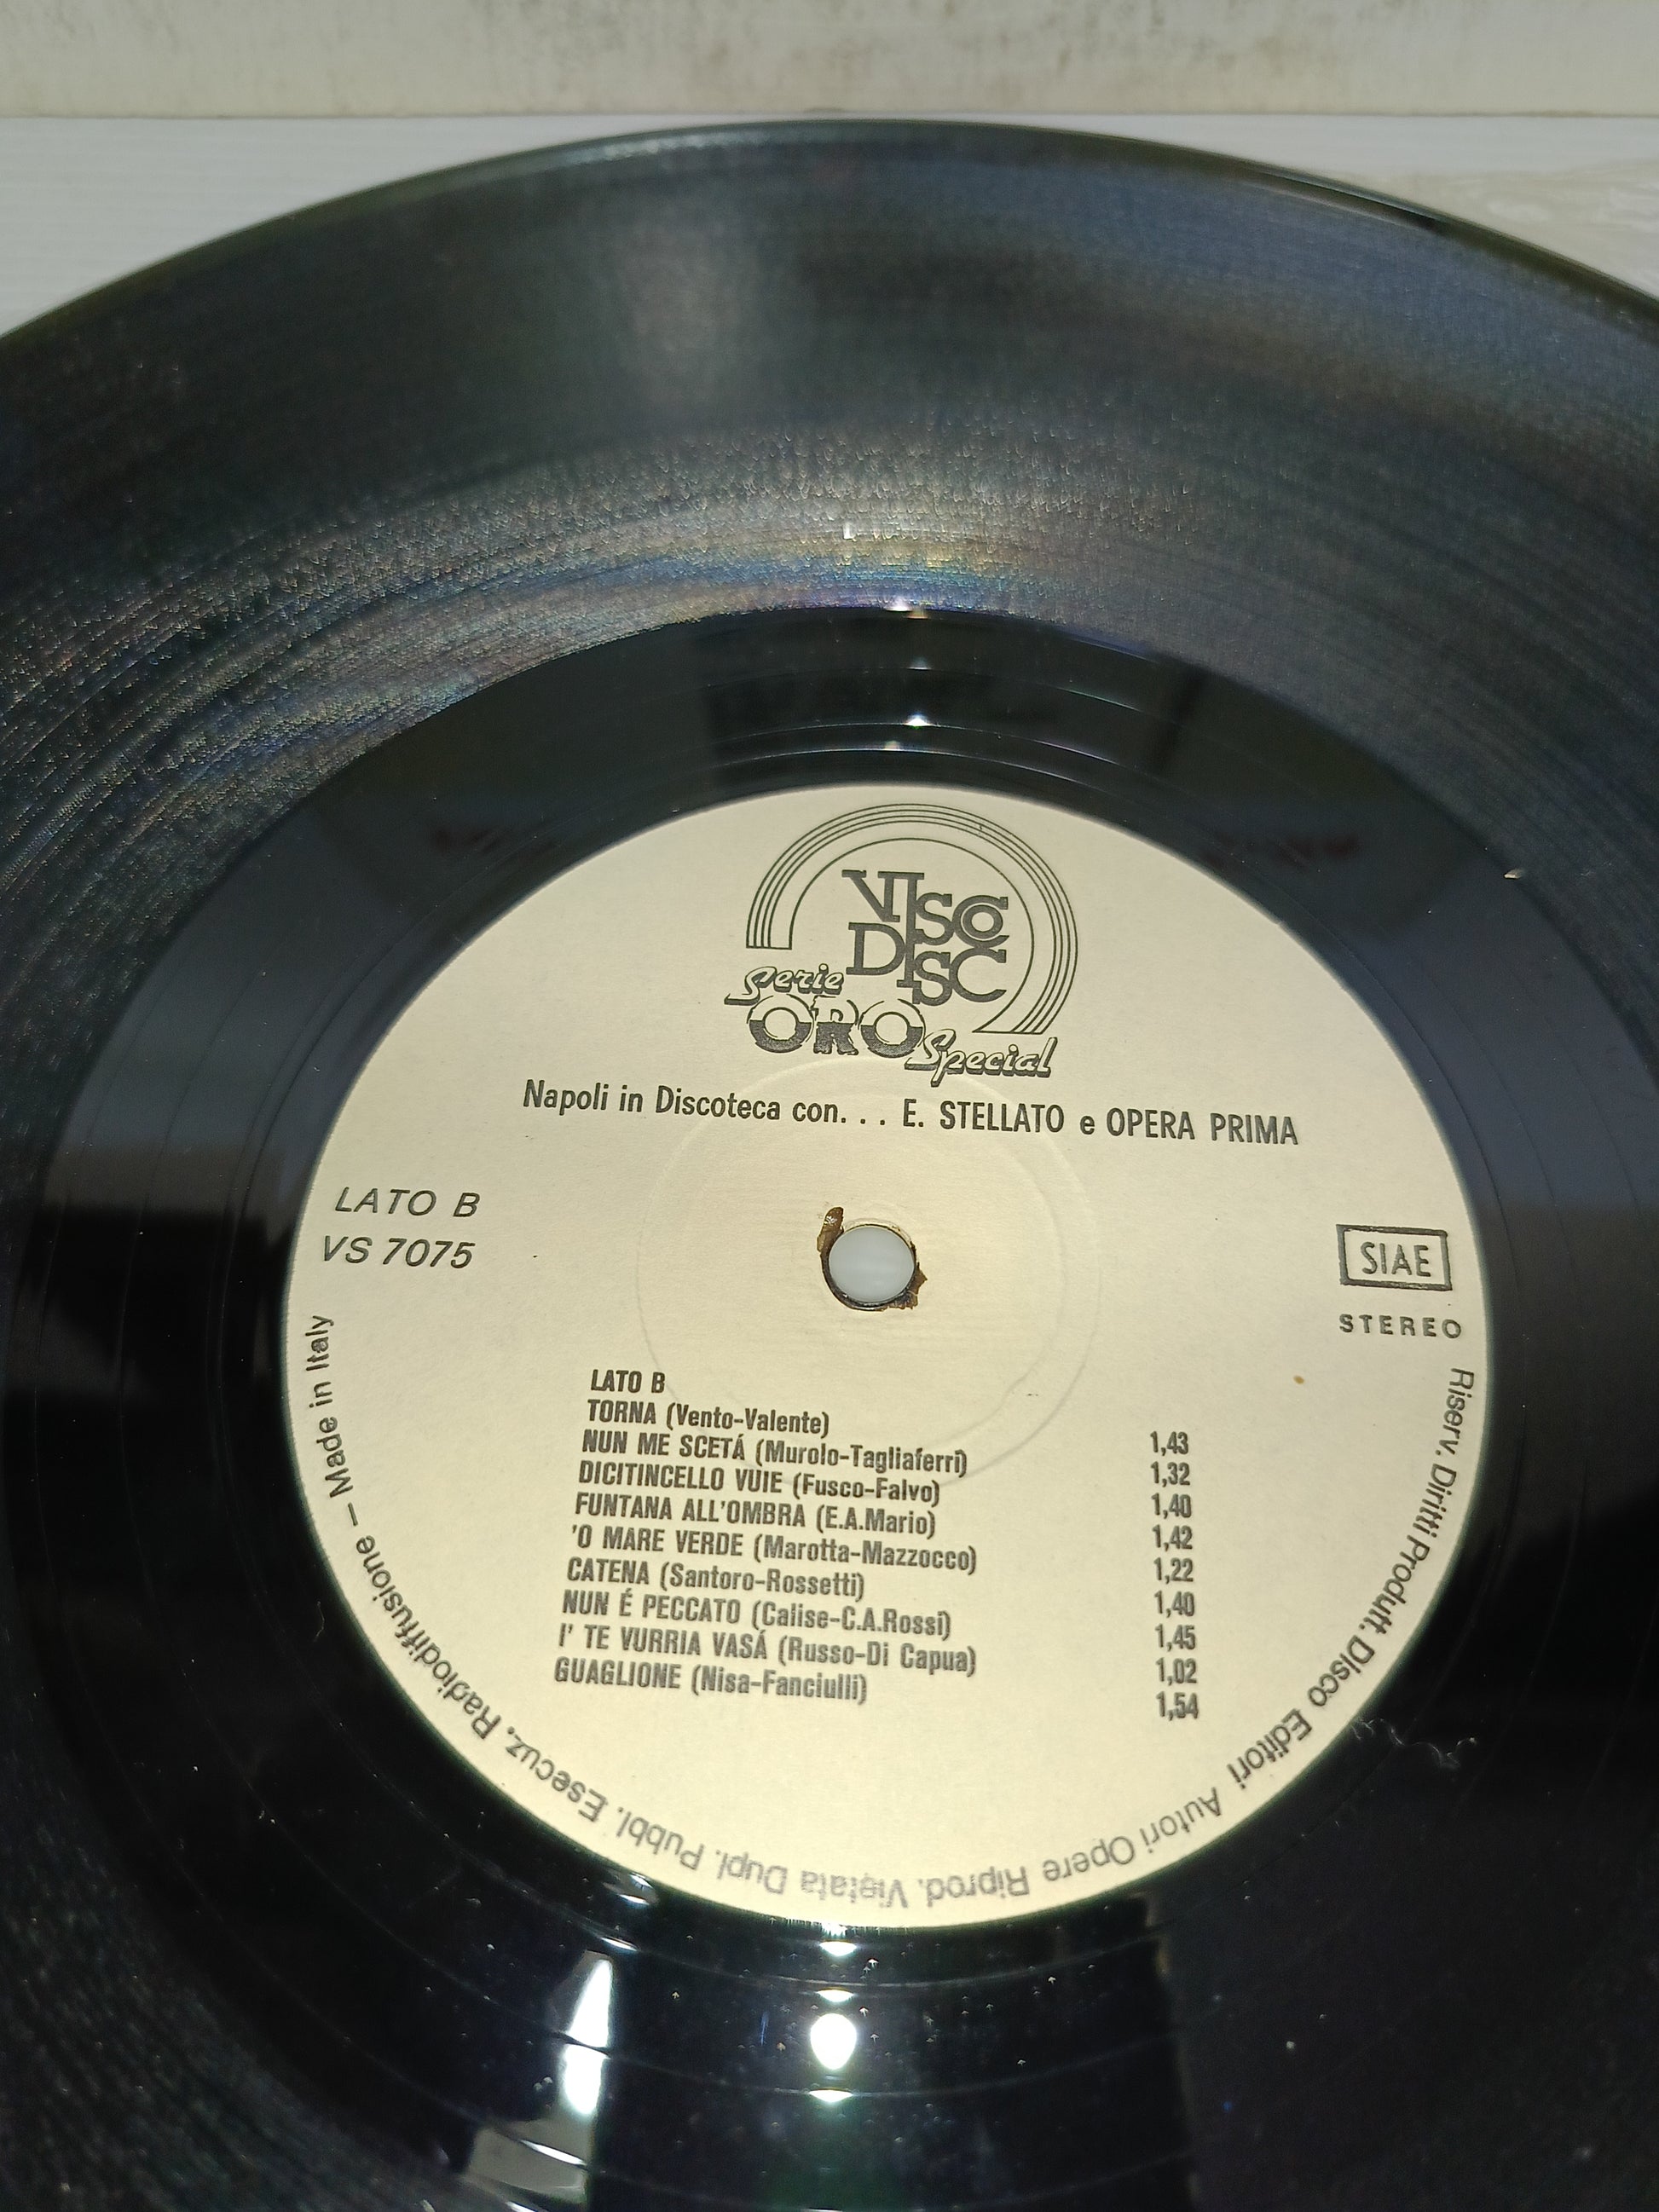 VISCO
DISC
Serie
ORO Special
Napoli in Discoteca con. . . E. STELLATO e OPERA PRIMA
LATO B
VS 7075
SIAE
STEREO
LATO B
TORNA (Vento-Valente) 1,43
NUN ME SCETÁ (Murolo-Tagliaferri) 1,32
DICITINCELLO VUIE (Fusco-Falvo) 1,40
FUNTANA ALL'OMBRA (E.A.Mario) 1,42
'O MARE VERDE (Marotta-Mazzocco) 1,22
CATENA (Santoro-Rossetti) 1,40
NUN É PECCATO (Calise-C.A.Rossi) 1,45
I' TE VURRIA VASÁ (Russo-Di Capua) 1,02
GUAGLIONE (Nisa-Fanciulli) 1,54
Riserv. Diritti Produtt. Disco Editori Autori Opere Riprod. Vietata Dupl. Pubbl. Esecuz. Radiodiffusione – Made in Italy